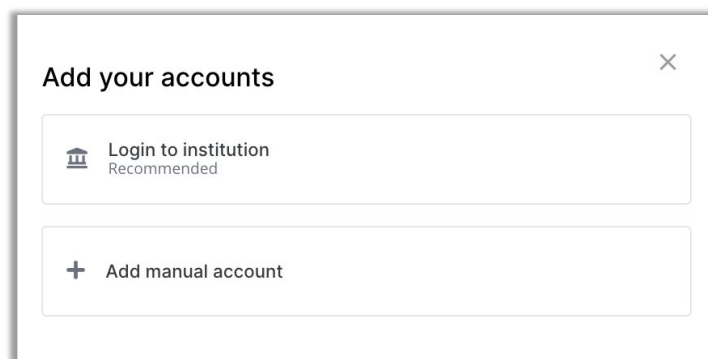 Add your accounts
Login to institution
Recommended
Add manual account